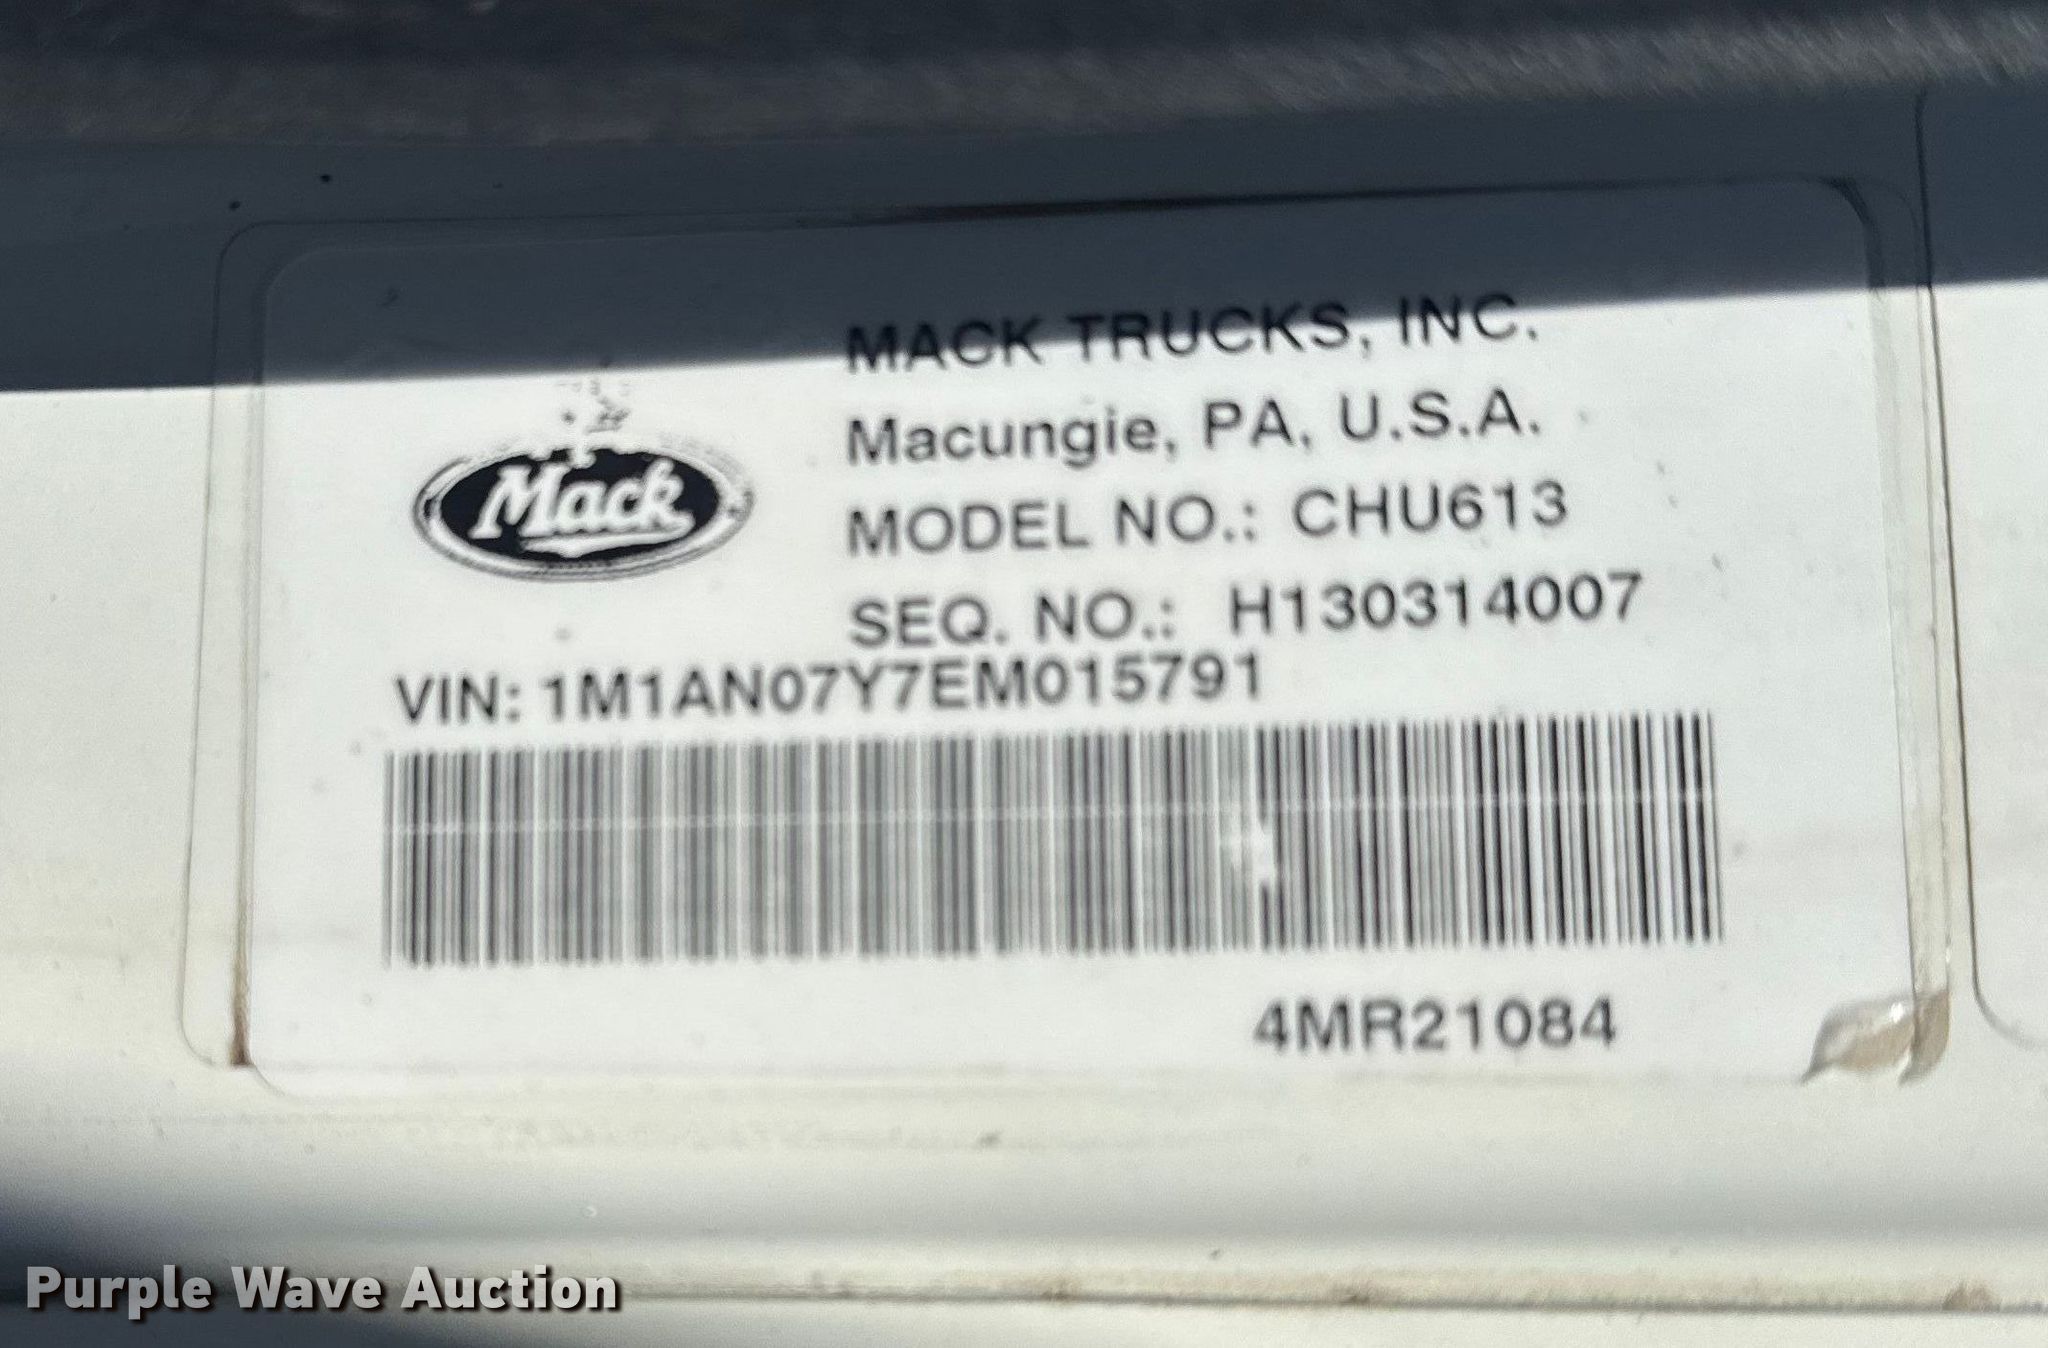 MACK TRUCKS, INC.
Macungie, PA, U.S.A.
Mack
MODEL NO.: CHU613
SEQ. NO.: H130314007
VIN: 1M1AN07Y7EM015791
4MR21084
Purple Wave Auction